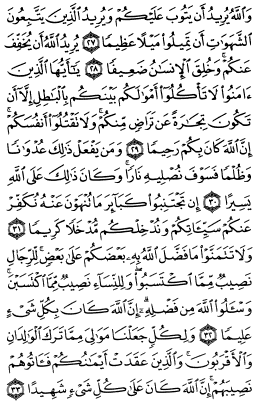 وَٱللَّهُ يُرِيدُ أَن يَتُوبَ عَلَيْكُمْ وَيُرِيدُ ٱلَّذِينَ يَتَّبِعُونَ
ٱلشَّهَوَٰتِ أَن تَمِيلُوا۟ مَيْلًا عَظِيمًا ٢٧ يُرِيدُ ٱللَّهُ أَن يُخَفِّفَ
عَنكُمْ ۚ وَخُلِقَ ٱلْإِنسَٰنُ ضَعِيفًا ٢٨ يَٰٓأَيُّهَا ٱلَّذِينَ
ءَامَنُوا۟ لَا تَأْكُلُوٓا۟ أَمْوَٰلَكُم بَيْنَكُم بِٱلْبَٰطِلِ إِلَّآ أَن
تَكُونَ تِجَٰرَةً عَن تَرَاضٍ مِّنكُمْ ۚ وَلَا تَقْتُلُوٓا۟ أَنفُسَكُمْ ۚ
إِنَّ ٱللَّهَ كَانَ بِكُمْ رَحِيمًا ٢٩ وَمَن يَفْعَلْ ذَٰلِكَ عُدْوَٰنًا
وَظُلْمًا فَسَوْفَ نُصْلِيهِ نَارًا ۚ وَكَانَ ذَٰلِكَ عَلَى ٱللَّهِ
يَسِيرًا ٣٠ إِن تَجْتَنِبُوا۟ كَبَآئِرَ مَا تُنْهَوْنَ عَنْهُ نُكَفِّرْ
عَنكُمْ سَيِّـَٔاتِكُمْ وَنُدْخِلْكُم مُّدْخَلًا كَرِيمًا ٣١
وَلَا تَتَمَنَّوْا۟ مَا فَضَّلَ ٱللَّهُ بِهِۦ بَعْضَكُمْ عَلَىٰ بَعْضٍ ۚ لِّلرِّجَالِ
نَصِيبٌ مِّمَّا ٱكْتَسَبُوا۟ ۖ وَلِلنِّسَآءِ نَصِيبٌ مِّمَّا ٱكْتَسَبْنَ ۚ
وَسْـَٔلُوا۟ ٱللَّهَ مِن فَضْلِهِۦٓ ۗ إِنَّ ٱللَّهَ كَانَ بِكُلِّ شَىْءٍ
عَلِيمًا ٣٢ وَلِكُلٍّ جَعَلْنَا مَوَٰلِىَ مِمَّا تَرَكَ ٱلْوَٰلِدَانِ
وَٱلْأَقْرَبُونَ ۚ وَٱلَّذِينَ عَقَدَتْ أَيْمَٰنُكُمْ فَـَٔاتُوهُمْ
نَصِيبَهُمْ ۚ إِنَّ ٱللَّهَ كَانَ عَلَىٰ كُلِّ شَىْءٍ شَهِيدًا ٣٣